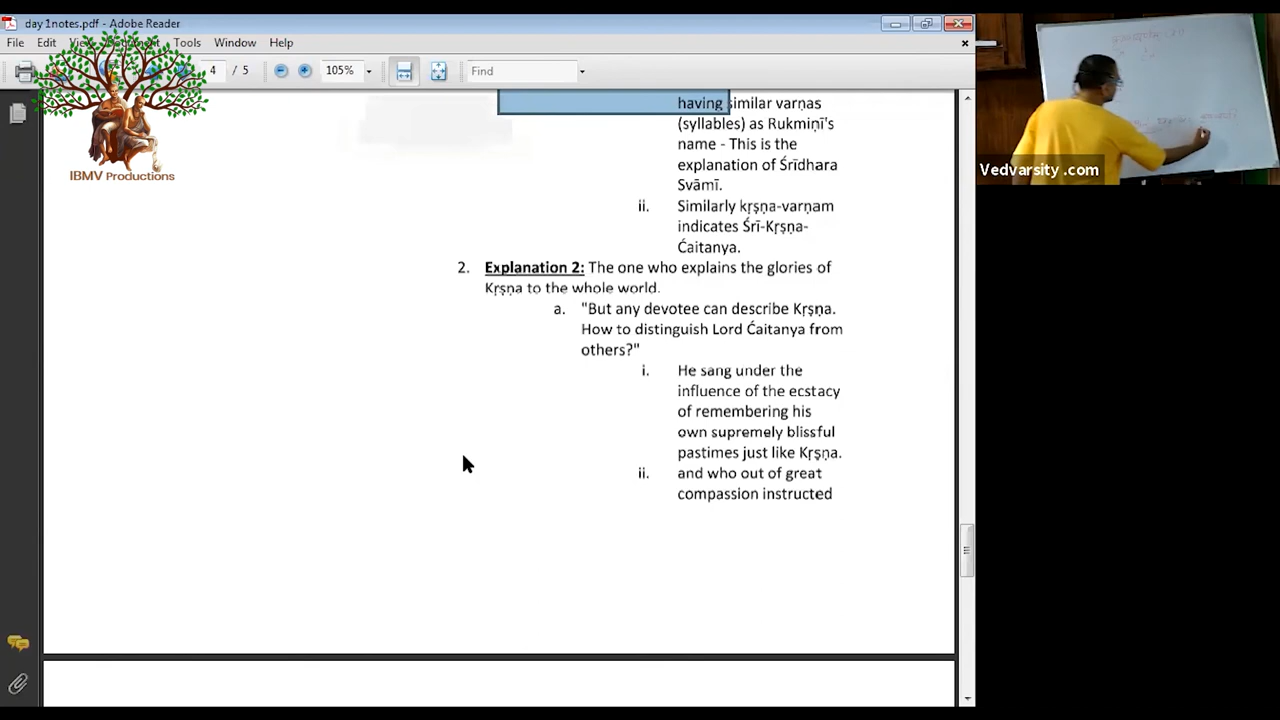 day 1notes.pdf - Adobe Reader
File Edit View Document Tools Window Help
4 / 5 105% Find
IBMV Productions
Vedvarsity .com
having similar varṇas
(syllables) as Rukmiṇī's
name - This is the
explanation of Śrīdhara
Svāmī.
ii. Similarly kṛṣṇa-varṇam
indicates Śrī-Kṛṣṇa-
Ćaitanya.
2. Explanation 2: The one who explains the glories of
Kṛṣṇa to the whole world.
a. "But any devotee can describe Kṛṣṇa.
How to distinguish Lord Ćaitanya from
others?"
i. He sang under the
influence of the ecstacy
of remembering his
own supremely blissful
pastimes just like Kṛṣṇa.
ii. and who out of great
compassion instructed